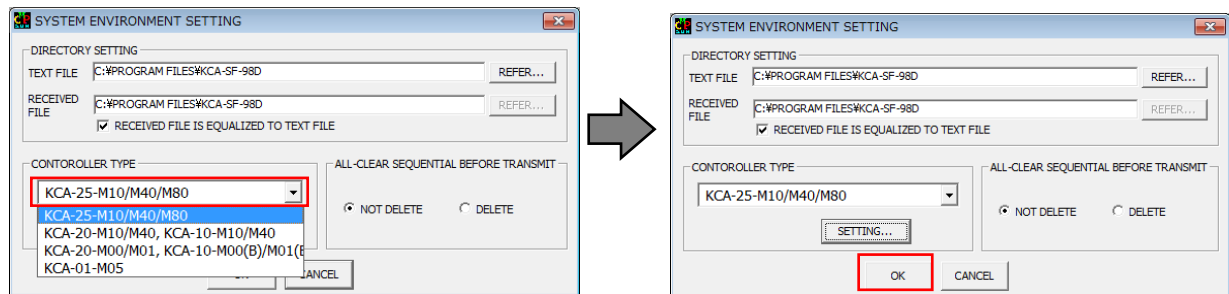 SYSTEM ENVIRONMENT SETTING
DIRECTORY SETTING
TEXT FILE C:¥PROGRAM FILES¥KCA-SF-98D REFER...
RECEIVED FILE C:¥PROGRAM FILES¥KCA-SF-98D REFER...
RECEIVED FILE IS EQUALIZED TO TEXT FILE
CONTOROLLER TYPE
KCA-25-M10/M40/M80
KCA-25-M10/M40/M80
KCA-20-M10/M40, KCA-10-M10/M40
KCA-20-M00/M01, KCA-10-M00(B)/M01(
KCA-01-M05
ALL-CLEAR SEQUENTIAL BEFORE TRANSMIT
NOT DELETE DELETE
CANCEL
SYSTEM ENVIRONMENT SETTING
DIRECTORY SETTING
TEXT FILE C:¥PROGRAM FILES¥KCA-SF-98D REFER...
RECEIVED FILE C:¥PROGRAM FILES¥KCA-SF-98D REFER...
RECEIVED FILE IS EQUALIZED TO TEXT FILE
CONTOROLLER TYPE
KCA-25-M10/M40/M80
SETTING...
ALL-CLEAR SEQUENTIAL BEFORE TRANSMIT
NOT DELETE DELETE
OK CANCEL